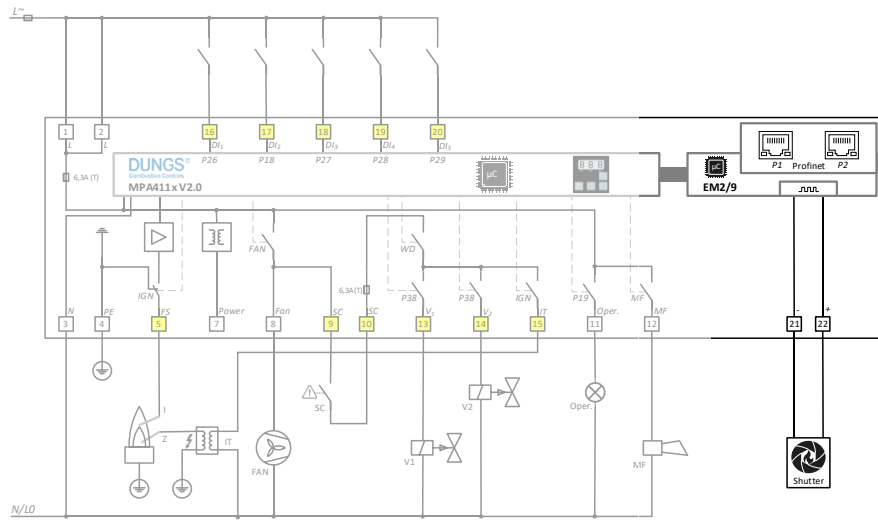 L~
1 2 16 17 18 19 20
L L DI1 DI2 DI3 DI4 DI5
P26 P18 P27 P28 P29
6,3A (T)
DUNGS®
Combustion Controls
MPA411x V2.0
µC
888
µC
EM2/9
P1 Profinet P2
FAN WD
IGN 6,3A(T) P38 P38 IGN P19 MF
N PE FS Power Fan SC SC V1 V2 IT Oper. MF - +
3 4 5 7 8 9 10 13 14 15 11 12 21 22
SC
V2
Oper.
I
Z
IT
FAN
V1
MF
Shutter
N/L0